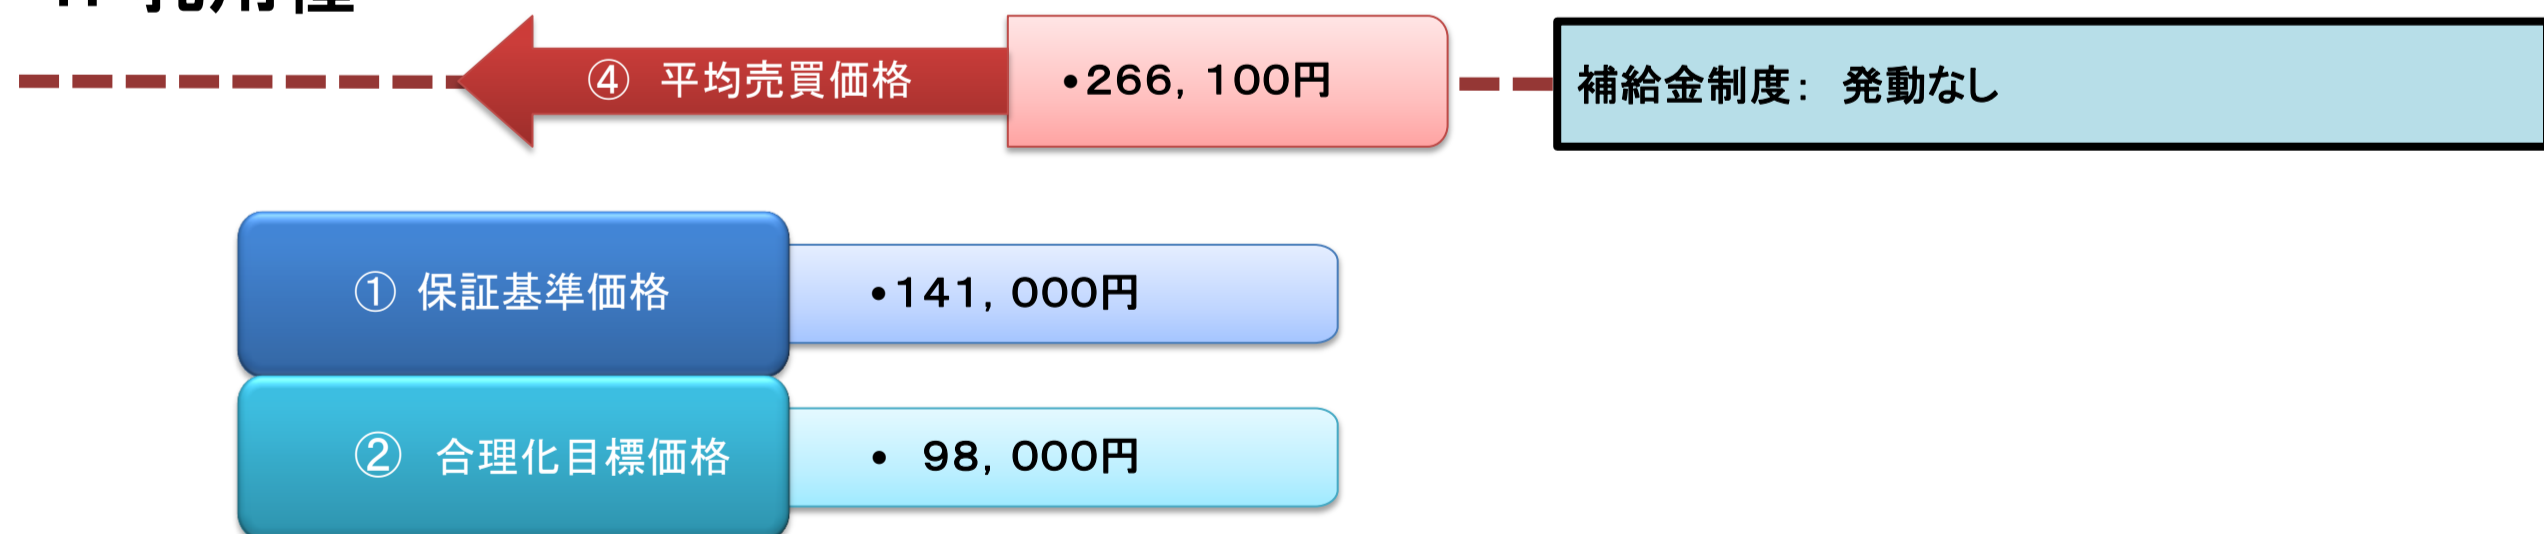 ④　平均売買価格
•２６６，１００円
補給金制度：　発動なし
① 保証基準価格
•１４１，０００円
②　合理化目標価格
•　９８，０００円